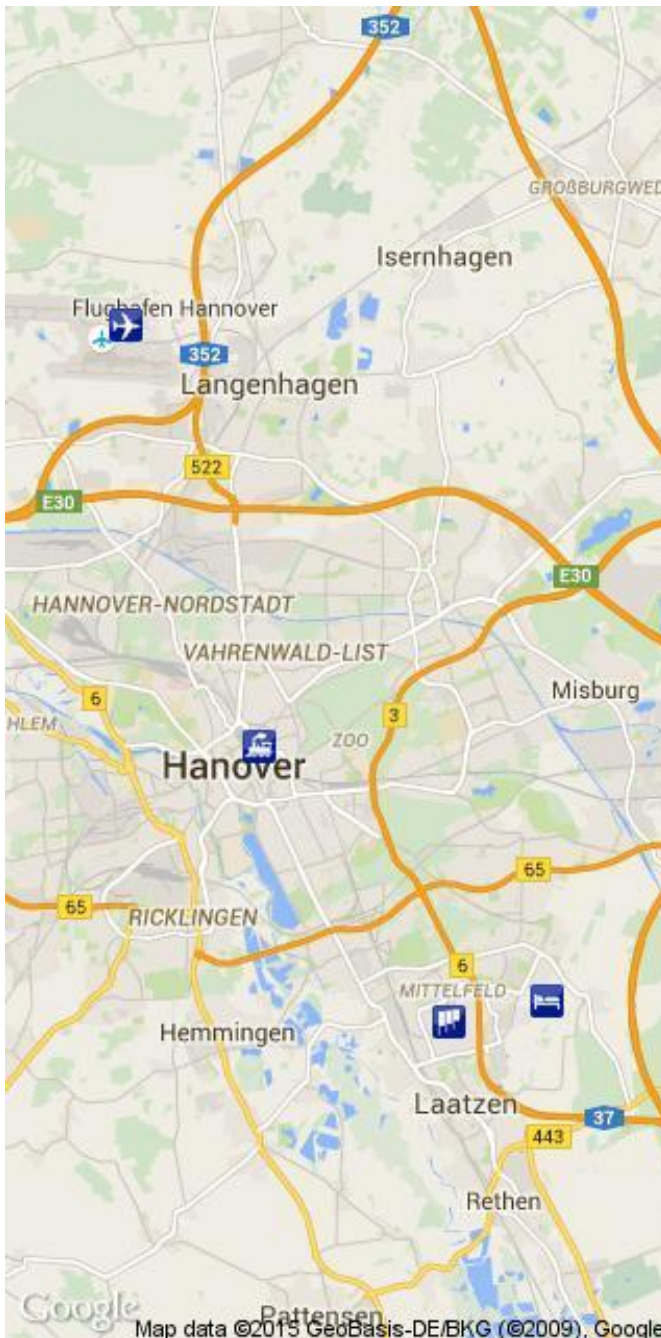 352
GROßBURGWED
Isernhagen
Flughafen Hannover
352
Langenhagen
522
E30
E30
HANNOVER-NORDSTADT
VAHRENWALD-LIST
Misburg
6
3
HLEM
ZOO
Hanover
65
65
RICKLINGEN
6
MITTELFELD
Hemmingen
Laatzen
37
443
Rethen
Google
Pattensen
Map data ©2015 GeoBasis-DE/BKG (©2009), Google